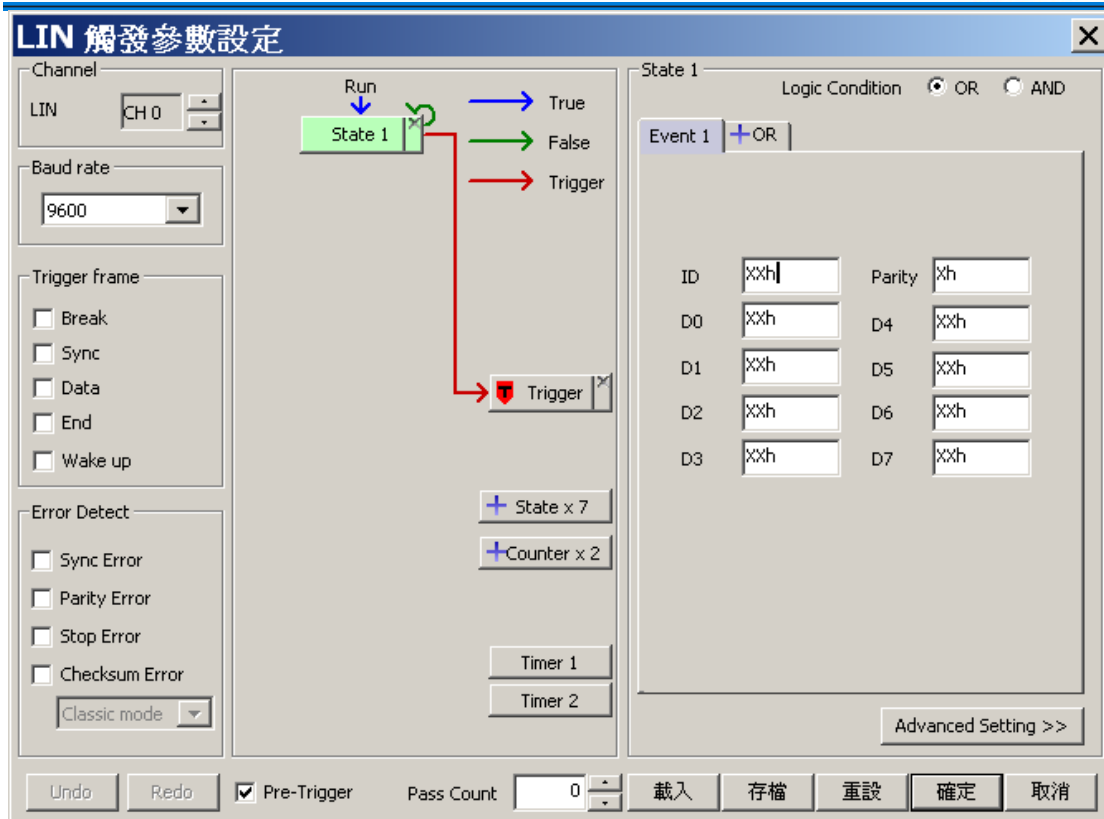 LIN 觸發參數設定
Channel
LIN CH 0
Baud rate
9600
Trigger frame
Break
Sync
Data
End
Wake up
Error Detect
Sync Error
Parity Error
Stop Error
Checksum Error
Classic mode
Run
State 1
True
False
Trigger
T Trigger
State x 7
Counter x 2
Timer 1
Timer 2
State 1
Logic Condition OR AND
Event 1 +OR
ID XXh Parity Xh
D0 XXh D4 XXh
D1 XXh D5 XXh
D2 XXh D6 XXh
D3 XXh D7 XXh
Advanced Setting >>
Undo Redo Pre-Trigger Pass Count 0 載入 存檔 重設 確定 取消